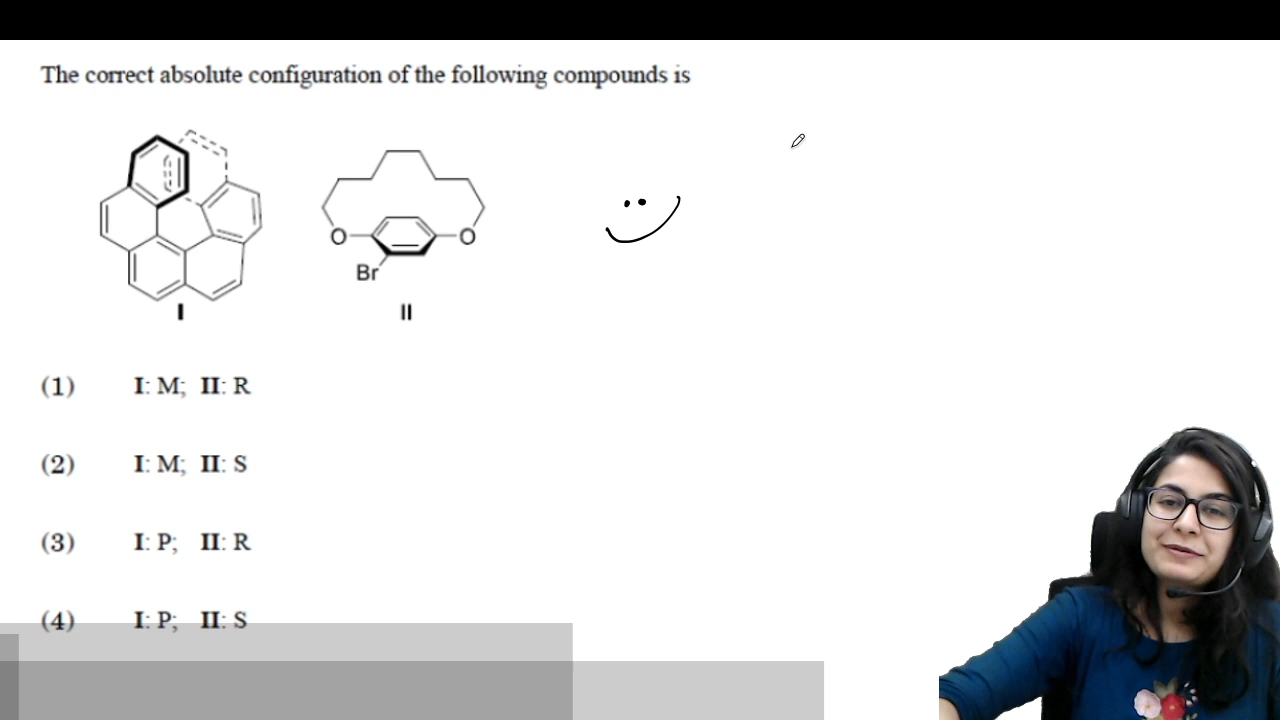 The correct absolute configuration of the following compounds is
O
O
Br
I
II
(1) I: M; II: R
(2) I: M; II: S
(3) I: P; II: R
(4) I: P; II: S